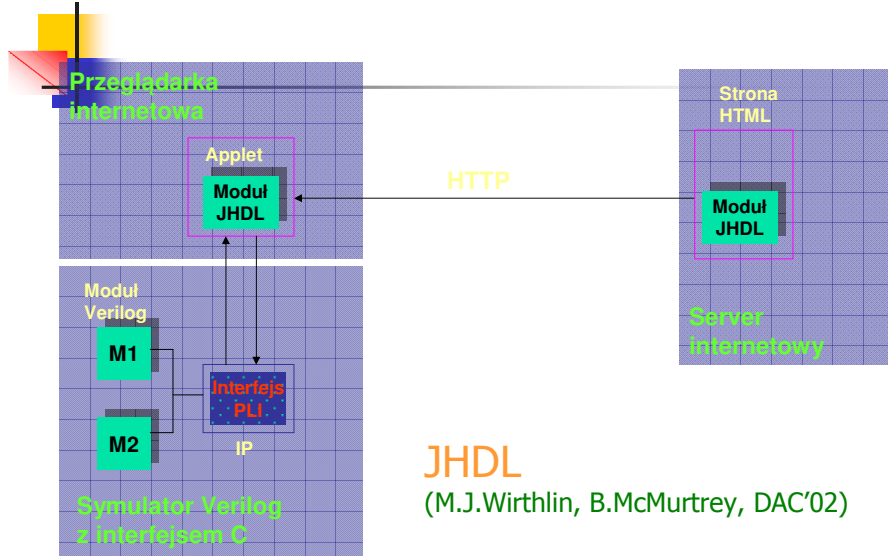 Przeglądarka
internetowa
Applet
Moduł
JHDL
HTTP
Strona
HTML
Moduł
JHDL
Server
internetowy
Moduł
Verilog
M1
M2
Interfejs
PLI
IP
Symulator Verilog
z interfejsem C
JHDL
(M.J.Wirthlin, B.McMurtrey, DAC’02)